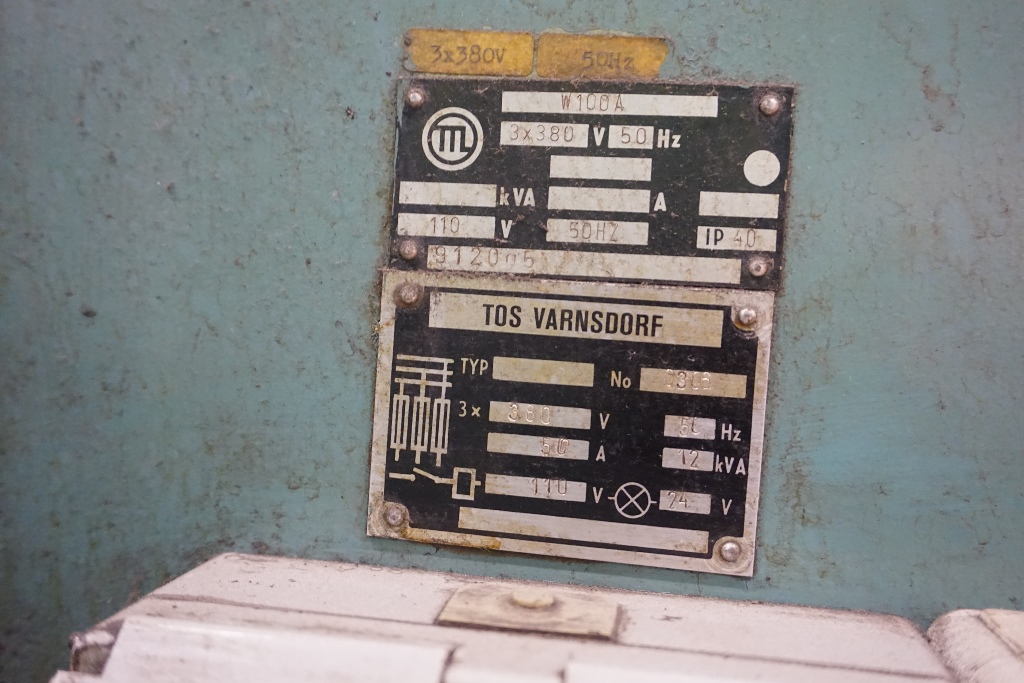 3x380V 50Hz
W100A
3x380 V 50 Hz
kVA A
110 V 50HZ IP 40
TOS VARNSDORF
TYP No
3x 380 V Hz
50 A 12 kVA
110 V 24 V